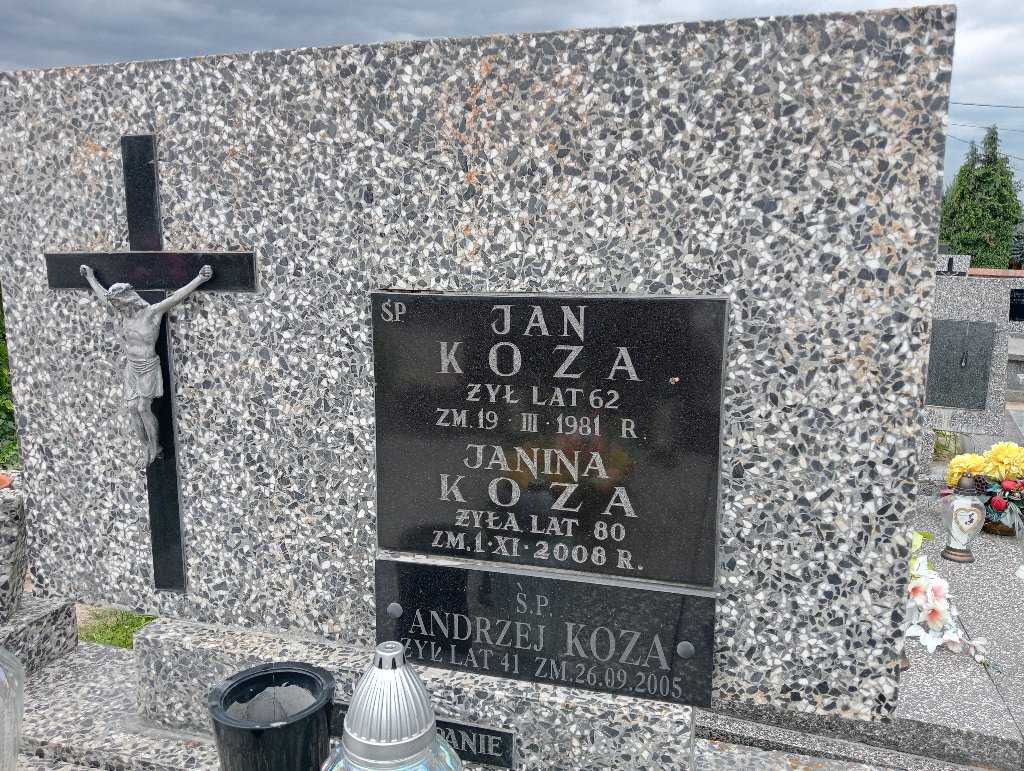 ŚP JAN
KOZA
ŻYŁ LAT 62
ZM. 19 · III · 1981 R.
JANINA
KOZA
ŻYŁA LAT 80
ZM. 1 · XI · 2008 R.
Ś.P.
ANDRZEJ KOZA
ŻYŁ LAT 41 ZM. 26.09.2005
PANIE